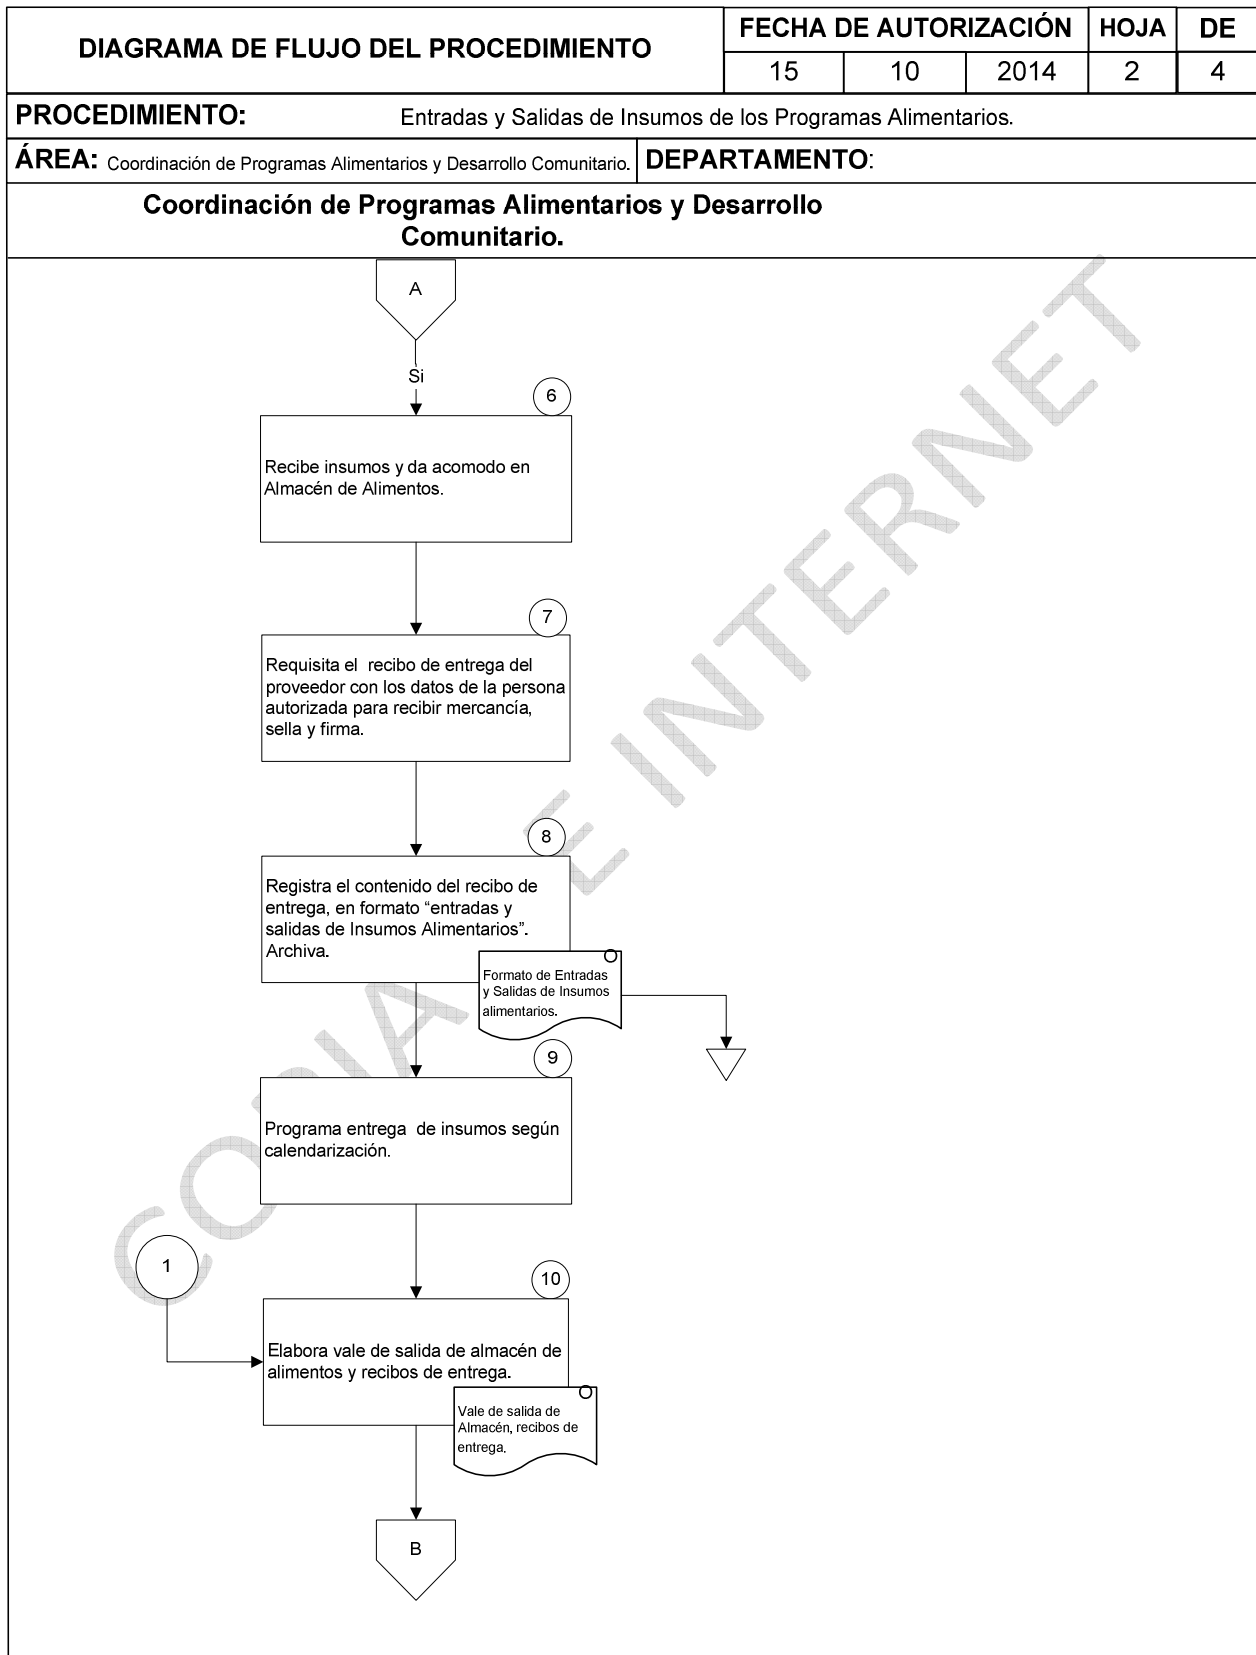 DIAGRAMA DE FLUJO DEL PROCEDIMIENTO
FECHA DE AUTORIZACIÓN
HOJA
DE
15
10
2014
2
4
PROCEDIMIENTO: Entradas y Salidas de Insumos de los Programas Alimentarios.
ÁREA: Coordinación de Programas Alimentarios y Desarrollo Comunitario.
DEPARTAMENTO:
Coordinación de Programas Alimentarios y Desarrollo
Comunitario.
A
Si
6
Recibe insumos y da acomodo en
Almacén de Alimentos.
7
Requisita el recibo de entrega del
proveedor con los datos de la persona
autorizada para recibir mercancía,
sella y firma.
8
Registra el contenido del recibo de
entrega, en formato “entradas y
salidas de Insumos Alimentarios”.
Archiva.
O
Formato de Entradas
y Salidas de Insumos
alimentarios.
9
Programa entrega de insumos según
calendarización.
1
10
Elabora vale de salida de almacén de
alimentos y recibos de entrega.
O
Vale de salida de
Almacén, recibos de
entrega.
B
COPIA DE INTERNET